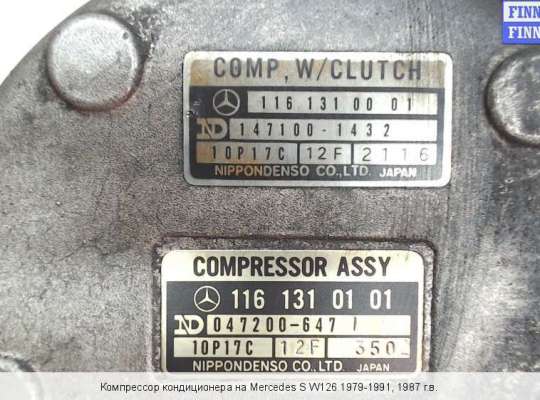 FINN
FINN
COMP, W/CLUTCH
116 131 00 01
ND 147100-1432
10P17C 12F 2116
NIPPONDENSO CO., LTD. JAPAN
COMPRESSOR ASSY
116 131 01 01
ND 047200-647
10P17C 12F 350
NIPPONDENSO CO., LTD. JAPAN
Компрессор кондиционера на Mercedes S W126 1979-1991, 1987 г.в.